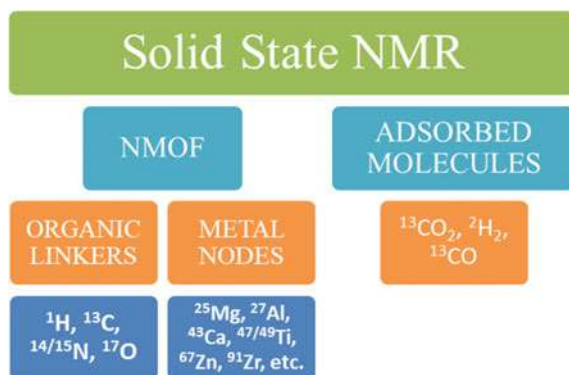 Solid State NMR
NMOF
ADSORBED
MOLECULES
ORGANIC
LINKERS
METAL
NODES
¹³CO₂, ²H₂,
¹³CO
¹H, ¹³C,
¹⁴/¹⁵N, ¹⁷O
²⁵Mg, ²⁷Al,
⁴³Ca, ⁴⁷/⁴⁹Ti,
⁶⁷Zn, ⁹¹Zr, etc.